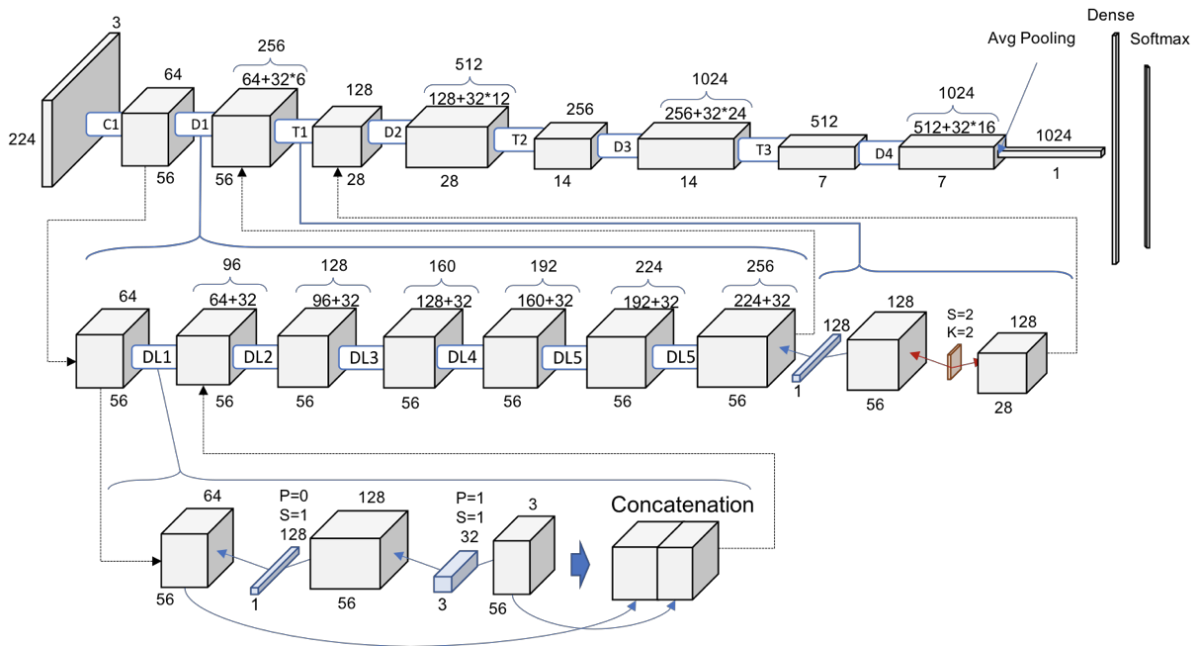 3
224
C1
64
56
D1
256
64+32*6
56
T1
128
28
D2
512
128+32*12
28
T2
256
14
D3
1024
256+32*24
14
T3
512
7
D4
1024
512+32*16
7
Avg Pooling
1024
1
Dense
Softmax
64
56
DL1
96
64+32
56
DL2
128
96+32
56
DL3
160
128+32
56
DL4
192
160+32
56
DL5
224
192+32
56
DL5
256
224+32
56
128
1
128
56
S=2
K=2
128
28
64
56
P=0
S=1
128
1
128
56
P=1
S=1
32
3
3
56
Concatenation